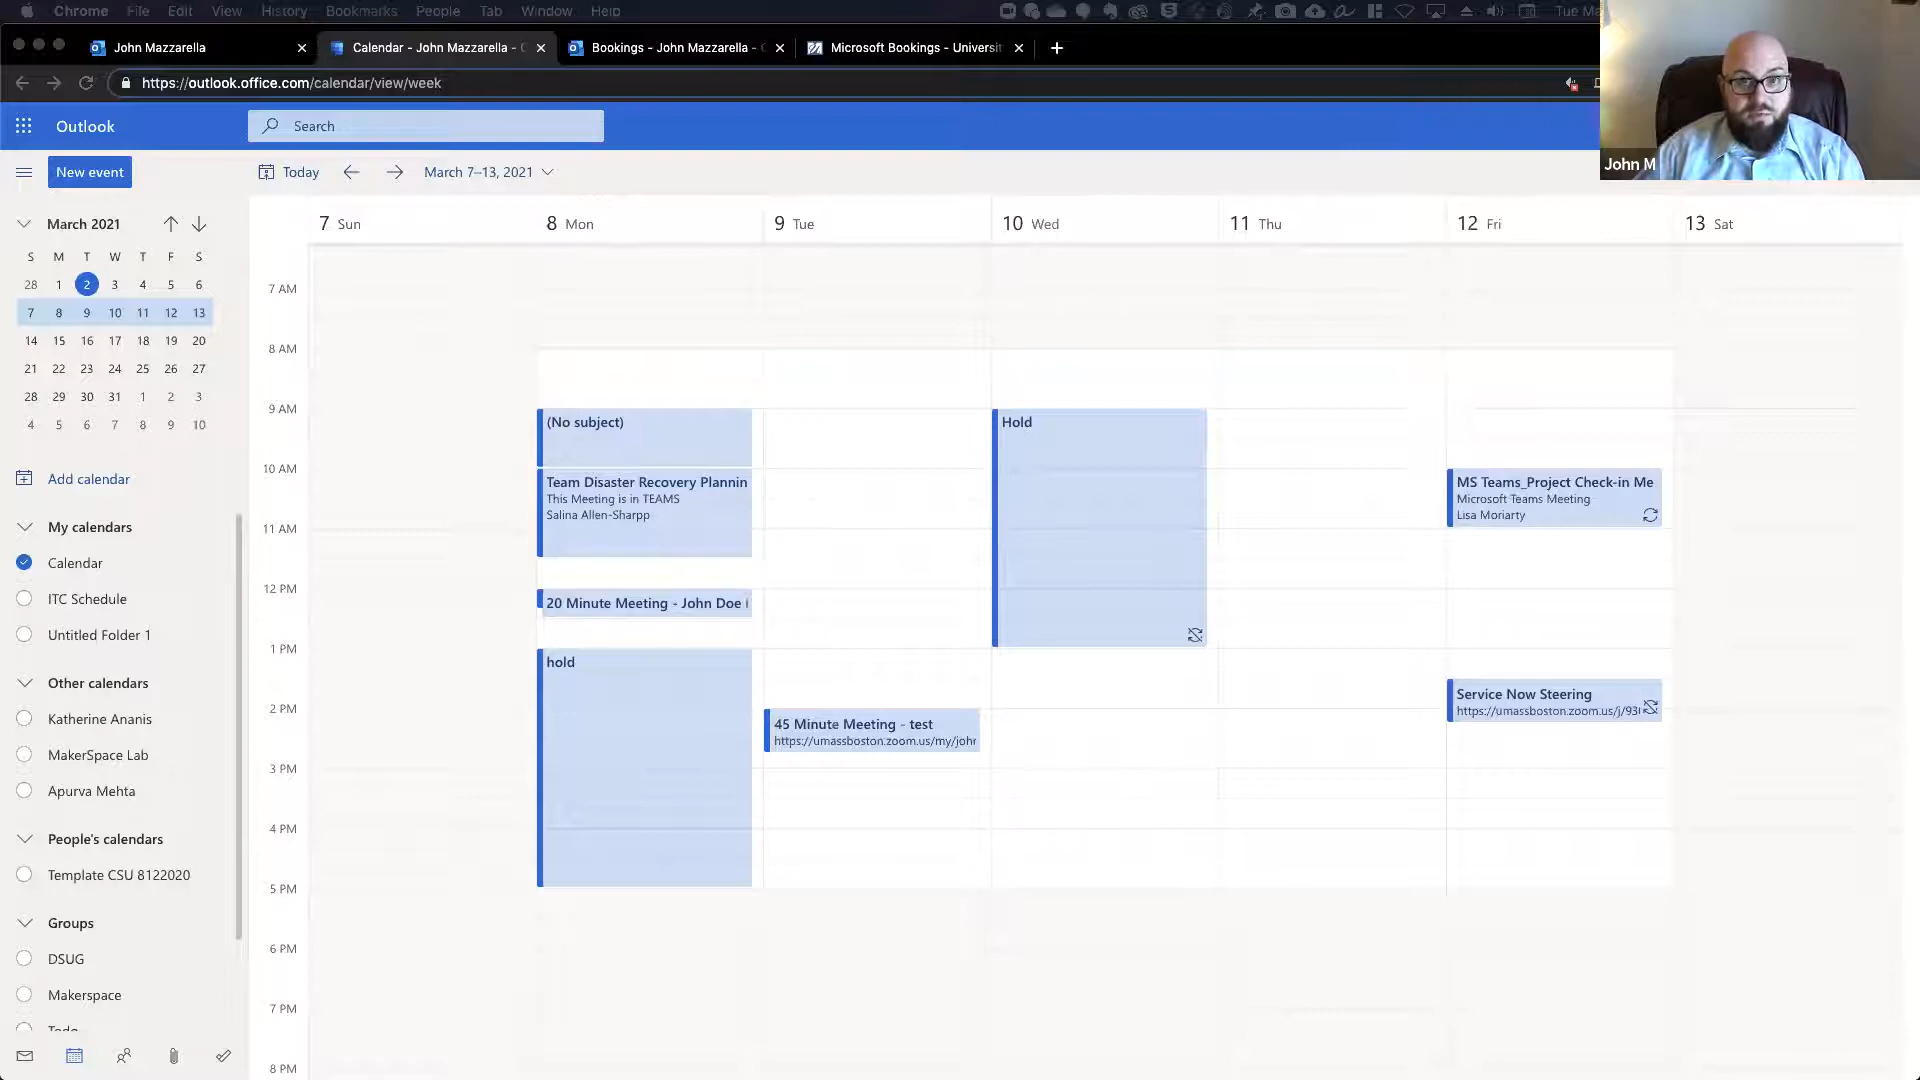 Chrome File Edit View History Bookmarks People Tab Window Help
John Mazzarella
Calendar - John Mazzarella -
Bookings - John Mazzarella -
Microsoft Bookings - Universit
https://outlook.office.com/calendar/view/week
John M
Outlook
Search
New event
Today
March 7–13, 2021
March 2021
S M T W T F S
28 1 2 3 4 5 6
7 8 9 10 11 12 13
14 15 16 17 18 19 20
21 22 23 24 25 26 27
28 29 30 31 1 2 3
4 5 6 7 8 9 10
Add calendar
My calendars
Calendar
ITC Schedule
Untitled Folder 1
Other calendars
Katherine Ananis
MakerSpace Lab
Apurva Mehta
People's calendars
Template CSU 8122020
Groups
DSUG
Makerspace
Todo
7 Sun
8 Mon
9 Tue
10 Wed
11 Thu
12 Fri
13 Sat
7 AM
8 AM
9 AM
10 AM
11 AM
12 PM
1 PM
2 PM
3 PM
4 PM
5 PM
6 PM
7 PM
8 PM
(No subject)
Team Disaster Recovery Plannin
This Meeting is in TEAMS
Salina Allen-Sharpp
20 Minute Meeting - John Doe
hold
45 Minute Meeting - test
https://umassboston.zoom.us/my/john
Hold
MS Teams_Project Check-in Me
Microsoft Teams Meeting
Lisa Moriarty
Service Now Steering
https://umassboston.zoom.us/j/93